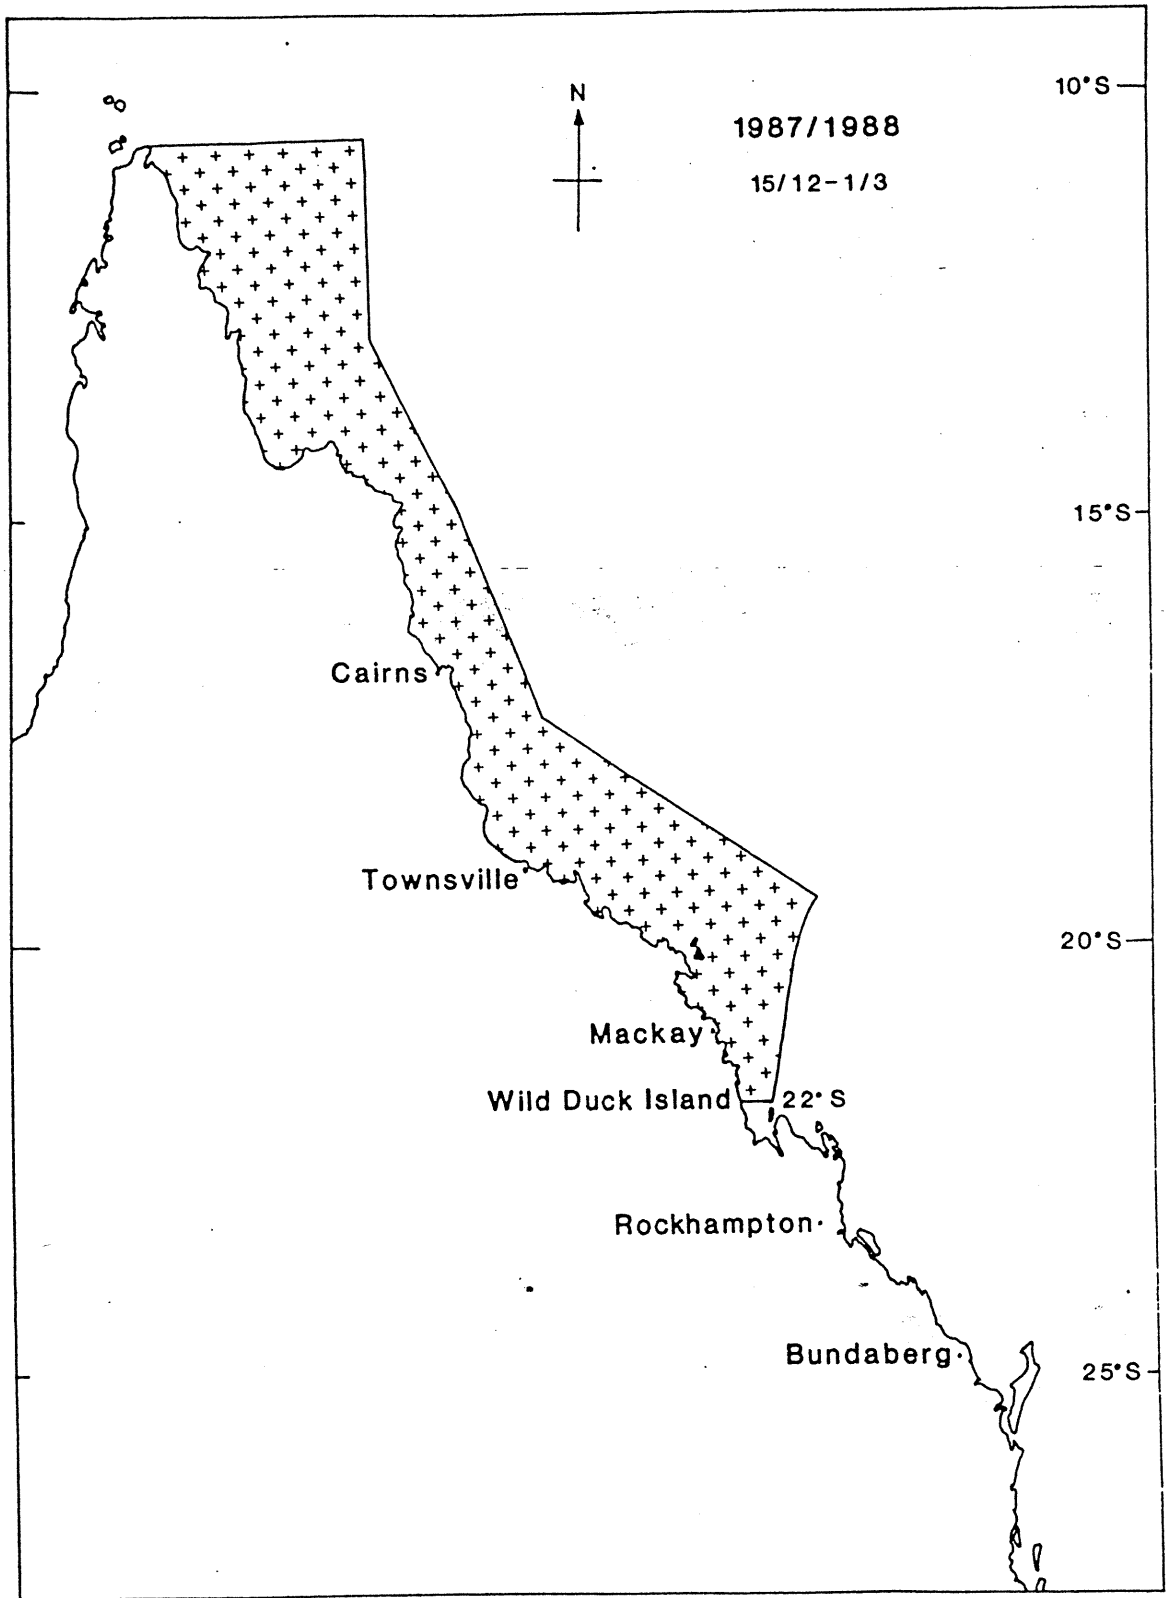 10°S
N
1987/1988
15/12-1/3
15°S
Cairns
Townsville
20°S
Mackay
Wild Duck Island
22°S
Rockhampton
Bundaberg
25°S